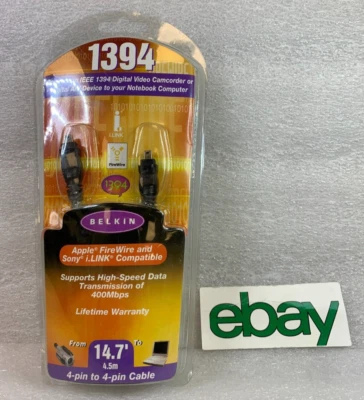 1394
IEEE 1394 Digital Video Camcorder or
Device to your Notebook Computer
i.LINK
FireWire
1394
BELKIN
Apple® FireWire and
Sony® i.LINK® Compatible
Supports High-Speed Data
Transmission of
400Mbps
Lifetime Warranty
From To
14.7'
4.5m
4-pin to 4-pin Cable
ebay